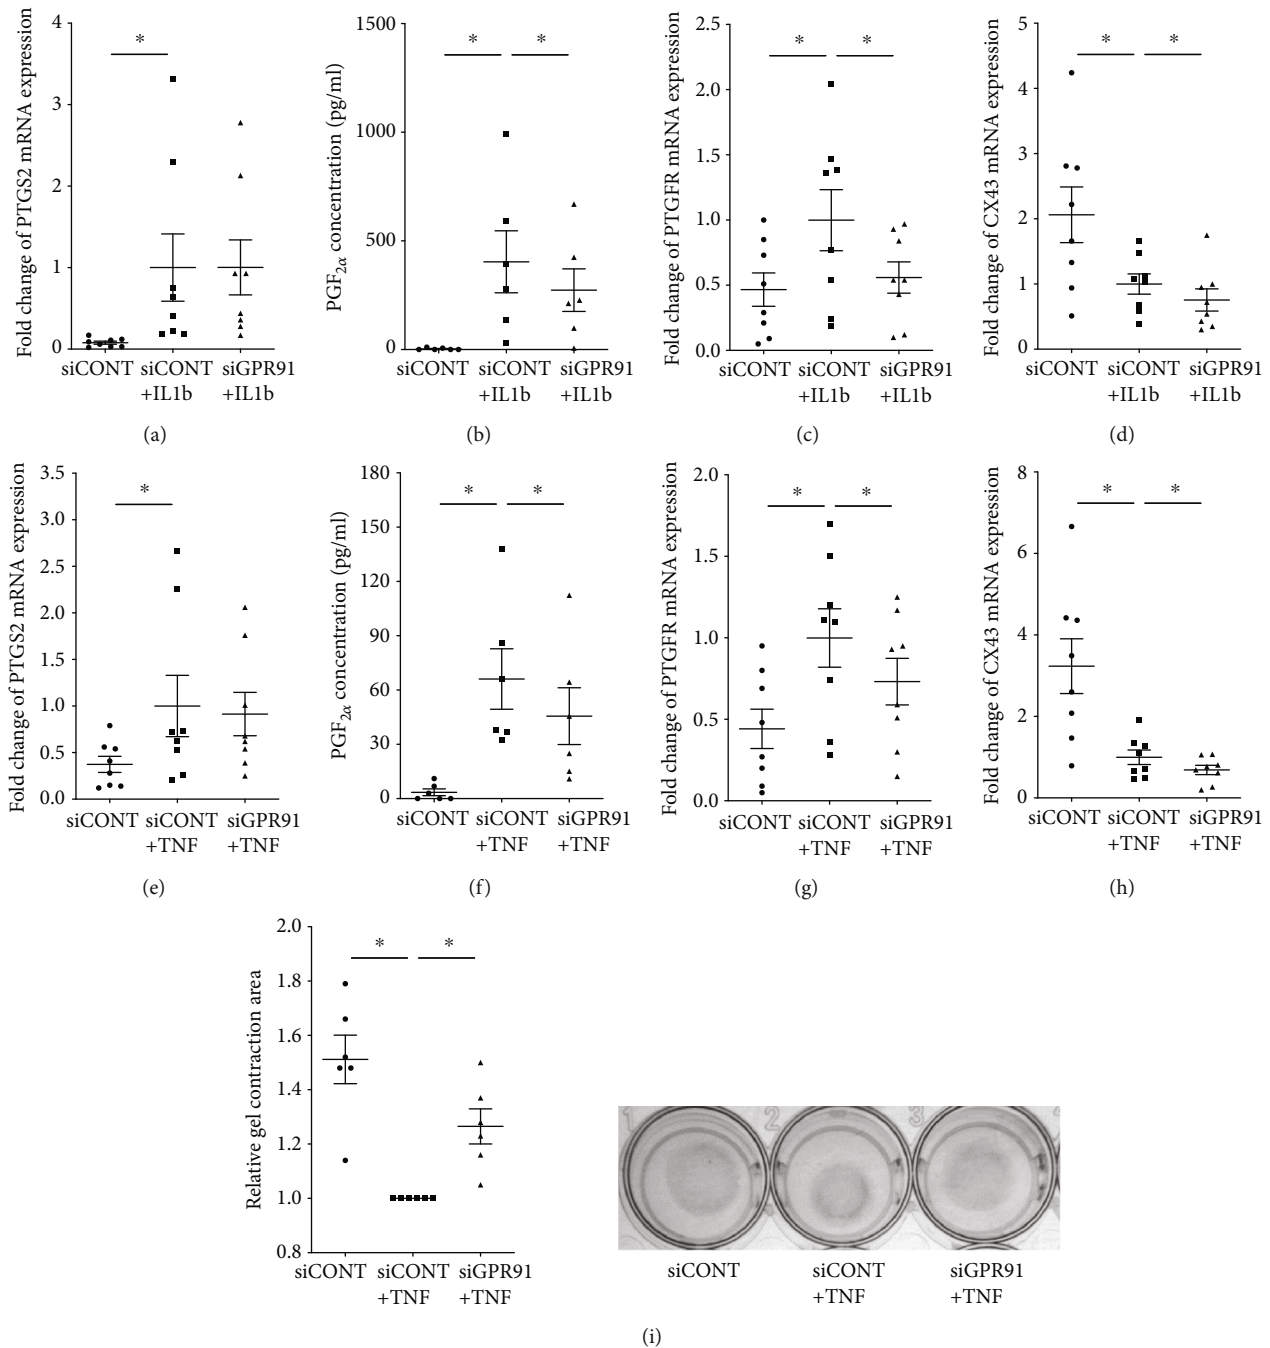 Fold change of PTGS2 mRNA expression
4
3
2
1
0
*
siCONT
siCONT
+IL1b
siGPR91
+IL1b
(a)
PGF2α concentration (pg/ml)
1500
1000
500
0
*
*
siCONT
siCONT
+IL1b
siGPR91
+IL1b
(b)
Fold change of PTGFR mRNA expression
2.5
2.0
1.5
1.0
0.5
0.0
*
*
siCONT
siCONT
+IL1b
siGPR91
+IL1b
(c)
Fold change of CX43 mRNA expression
5
4
3
2
1
0
*
*
siCONT
siCONT
+IL1b
siGPR91
+IL1b
(d)
Fold change of PTGS2 mRNA expression
3.5
3.0
2.5
2.0
1.5
1.0
0.5
0.0
*
siCONT
siCONT
+TNF
siGPR91
+TNF
(e)
PGF2α concentration (pg/ml)
180
150
120
90
60
30
0
*
*
siCONT
siCONT
+TNF
siGPR91
+TNF
(f)
Fold change of PTGFR mRNA expression
2.0
1.5
1.0
0.5
0.0
*
*
siCONT
siCONT
+TNF
siGPR91
+TNF
(g)
Fold change of CX43 mRNA expression
8
6
4
2
0
*
*
siCONT
siCONT
+TNF
siGPR91
+TNF
(h)
Relative gel contraction area
2.0
1.8
1.6
1.4
1.2
1.0
0.8
*
*
siCONT
siCONT
+TNF
siGPR91
+TNF
1
2
3
siCONT
siCONT
+TNF
siGPR91
+TNF
(i)